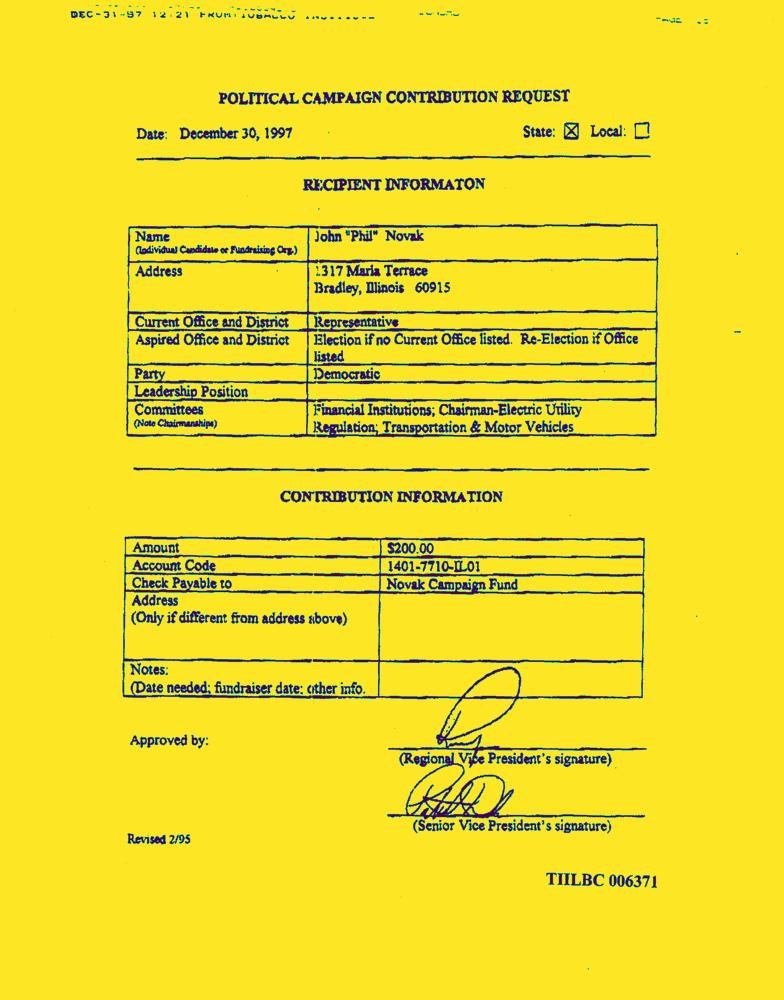 DEC-31-97 12:21 FROM:TOBACCO
POLITICAL CAMPAIGN CONTRIBUTION REQUEST
Date: December 30, 1997 State: ☒ Local: ☐
RECIPIENT INFORMATON
Name John "Phil" Novak
(Individual Candidate or Fundraising Org.)
Address 1317 Maria Terrace
Bradley, Illinois 60915
Current Office and District Representative
Aspired Office and District Election if no Current Office listed. Re-Election if Office
listed
Party Democratic
Leadership Position
Committees Financial Institutions; Chairman-Electric Utility
(Note Chairmanships) Regulation; Transportation & Motor Vehicles
CONTRIBUTION INFORMATION
Amount $200.00
Account Code 1401-7710-IL01
Check Payable to Novak Campaign Fund
Address
(Only if different from address above)
Notes:
(Date needed; fundraiser date; other info.
Approved by:
(Regional Vice President's signature)
(Senior Vice President's signature)
Revised 2/95
TIILBC 006371